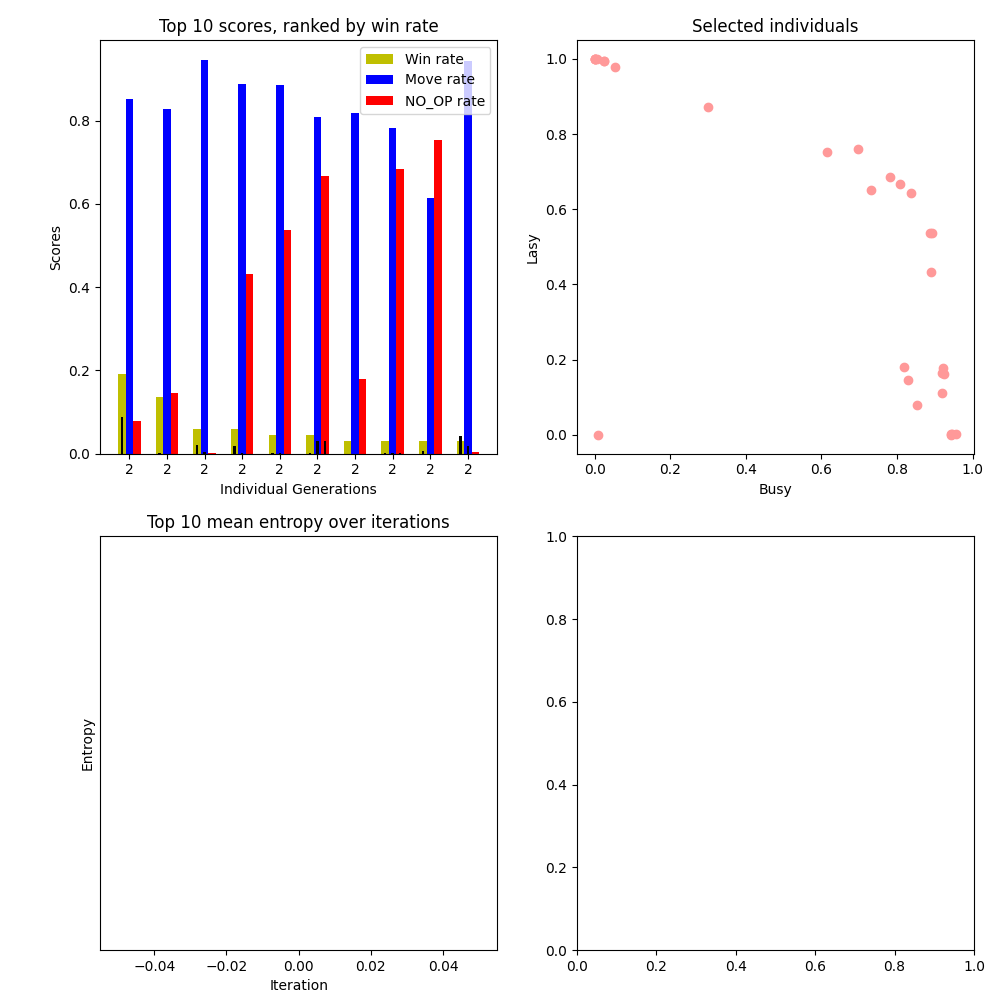 Top 10 scores, ranked by win rate
Win rate
Move rate
NO_OP rate
0.8
0.6
0.4
0.2
0.0
Scores
2 2 2 2 2 2 2 2 2 2
Individual Generations
Selected individuals
1.0
0.8
0.6
0.4
0.2
0.0
Lasy
0.0 0.2 0.4 0.6 0.8 1.0
Busy
Top 10 mean entropy over iterations
Entropy
−0.04 −0.02 0.00 0.02 0.04
Iteration
1.0
0.8
0.6
0.4
0.2
0.0
0.0 0.2 0.4 0.6 0.8 1.0